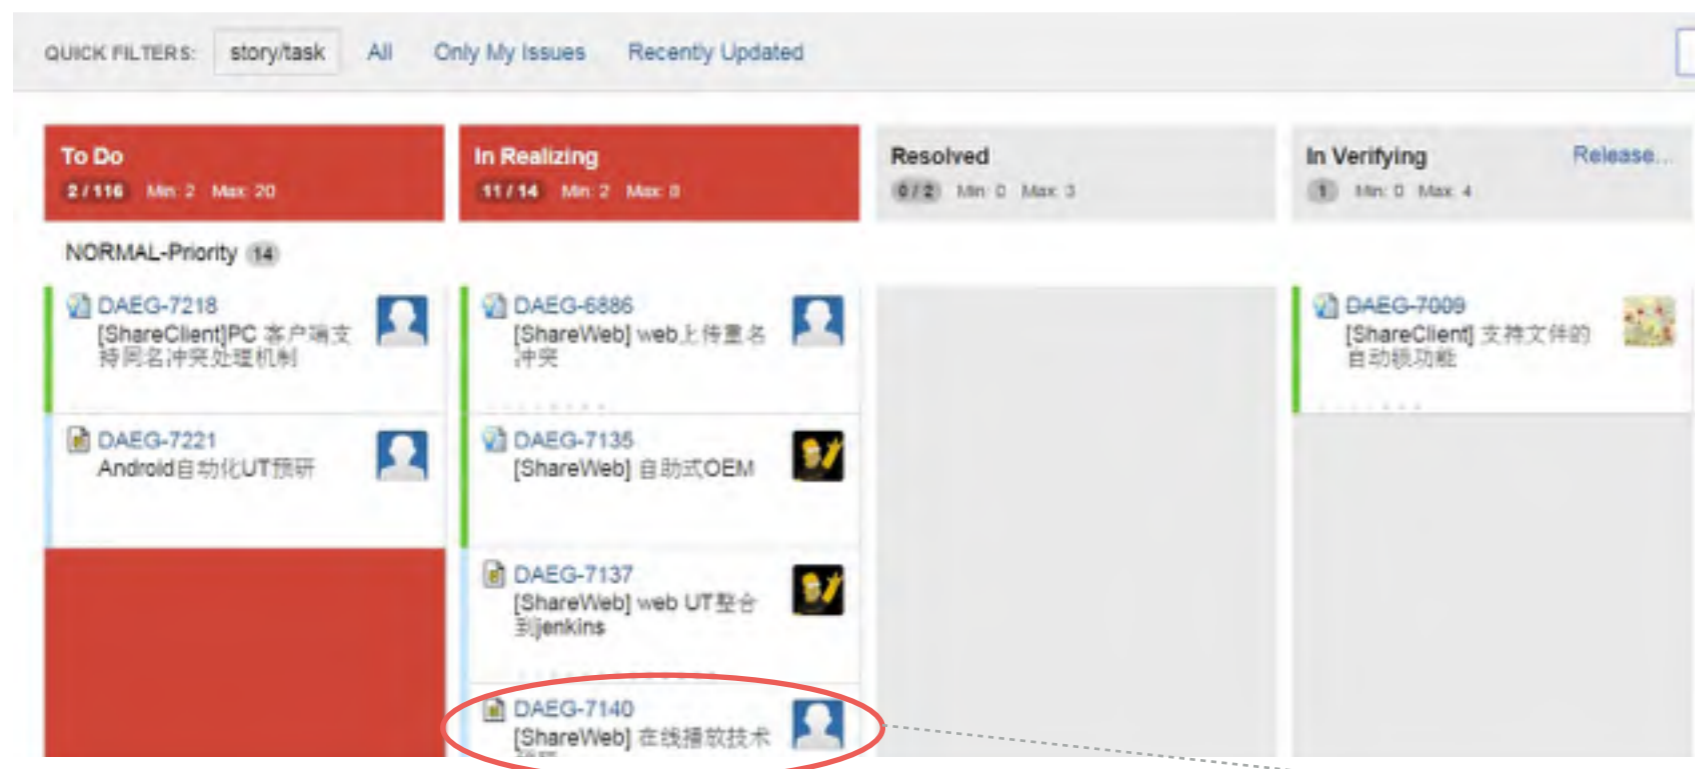 QUICK FILTERS: story/task All Only My Issues Recently Updated
To Do
2 / 116 Min: 2 Max: 20
In Realizing
11 / 14 Min: 2 Max: 8
Resolved
0 / 2 Min: 0 Max: 3
In Verifying Release...
1 Min: 0 Max: 4
NORMAL-Priority 14
DAEG-7218
[ShareClient]PC 客户端支
持同名冲突处理机制
DAEG-7221
Android自动化UT预研
DAEG-6886
[ShareWeb] web上传重名
冲突
DAEG-7135
[ShareWeb] 自助式OEM
DAEG-7137
[ShareWeb] web UT整合
到jenkins
DAEG-7140
[ShareWeb] 在线播放技术
DAEG-7009
[ShareClient] 支持文件的
自动锁功能